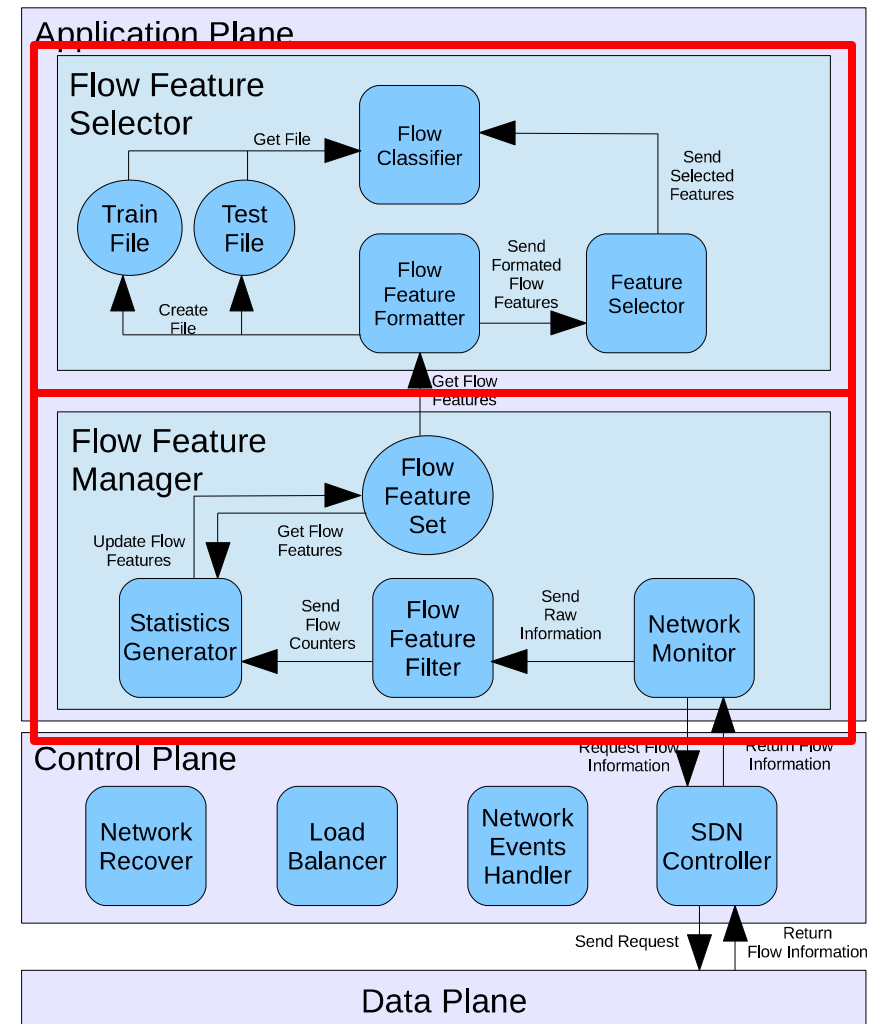 Application Plane
Flow Feature
Selector
Get File
Flow
Classifier
Send
Selected
Features
Train
File
Test
File
Create
File
Flow
Feature
Formatter
Send
Formated
Flow
Features
Feature
Selector
Get Flow
Features
Flow Feature
Manager
Flow
Feature
Set
Update Flow
Features
Get Flow
Features
Statistics
Generator
Send
Flow
Counters
Flow
Feature
Filter
Send
Raw
Information
Network
Monitor
Control Plane
Request Flow
Information
Return Flow
Information
Network
Recover
Load
Balancer
Network
Events
Handler
SDN
Controller
Send Request
Return
Flow Information
Data Plane